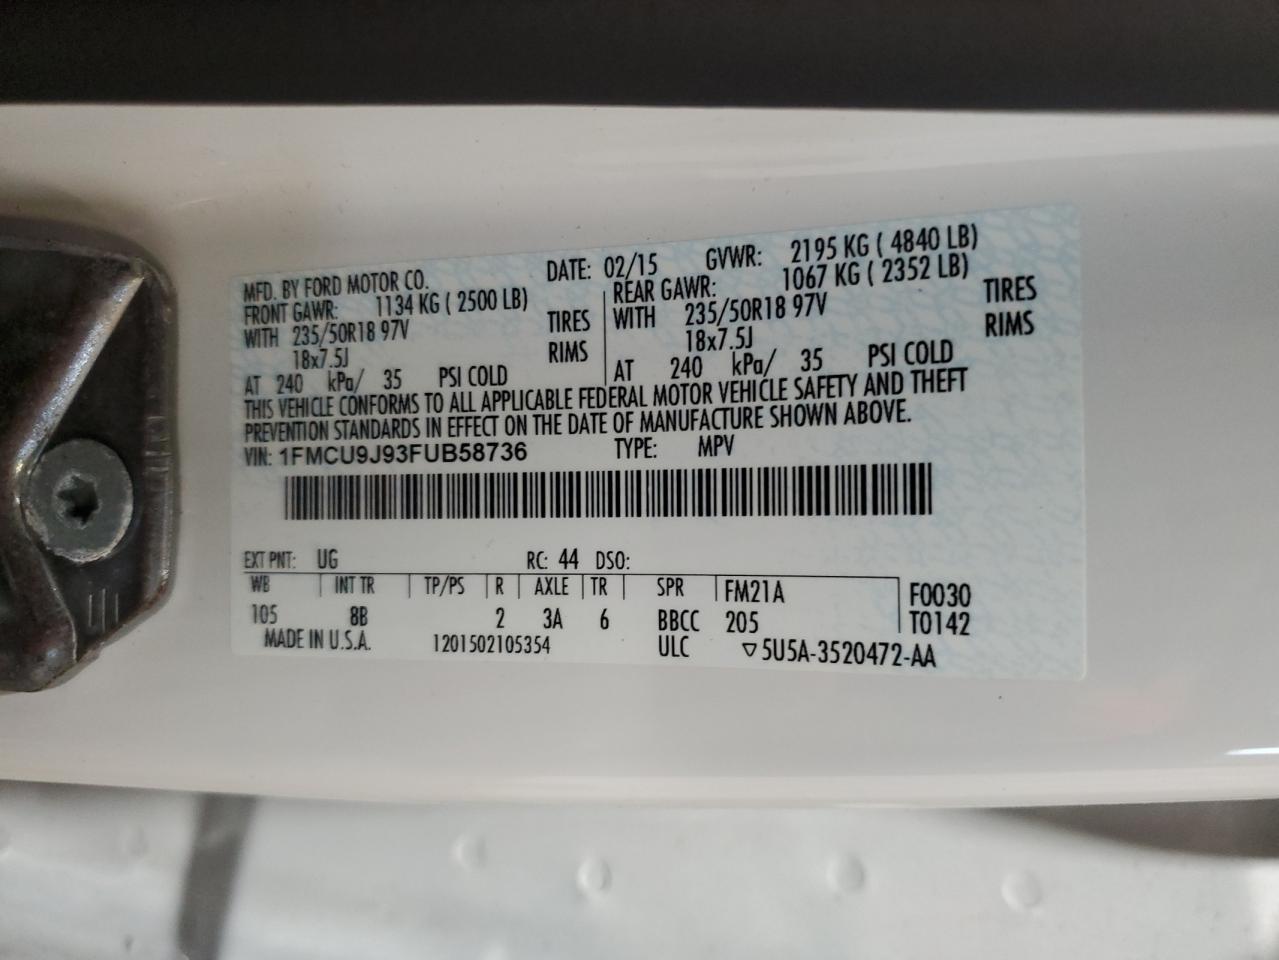 MFD. BY FORD MOTOR CO. DATE: 02/15 GVWR: 2195 KG ( 4840 LB)
FRONT GAWR: 1134 KG ( 2500 LB) REAR GAWR: 1067 KG ( 2352 LB)
WITH 235/50R18 97V TIRES WITH 235/50R18 97V TIRES
18x7.5J RIMS 18x7.5J RIMS
AT 240 kPa/ 35 PSI COLD AT 240 kPa/ 35 PSI COLD
THIS VEHICLE CONFORMS TO ALL APPLICABLE FEDERAL MOTOR VEHICLE SAFETY AND THEFT
PREVENTION STANDARDS IN EFFECT ON THE DATE OF MANUFACTURE SHOWN ABOVE.
VIN: 1FMCU9J93FUB58736 TYPE: MPV
EXT PNT: UG RC: 44 DSO:
WB INT TR TP/PS R AXLE TR SPR FM21A F0030
105 8B 2 3A 6 BBCC 205 T0142
MADE IN U.S.A. 1201502105354 ULC ▽5U5A-3520472-AA